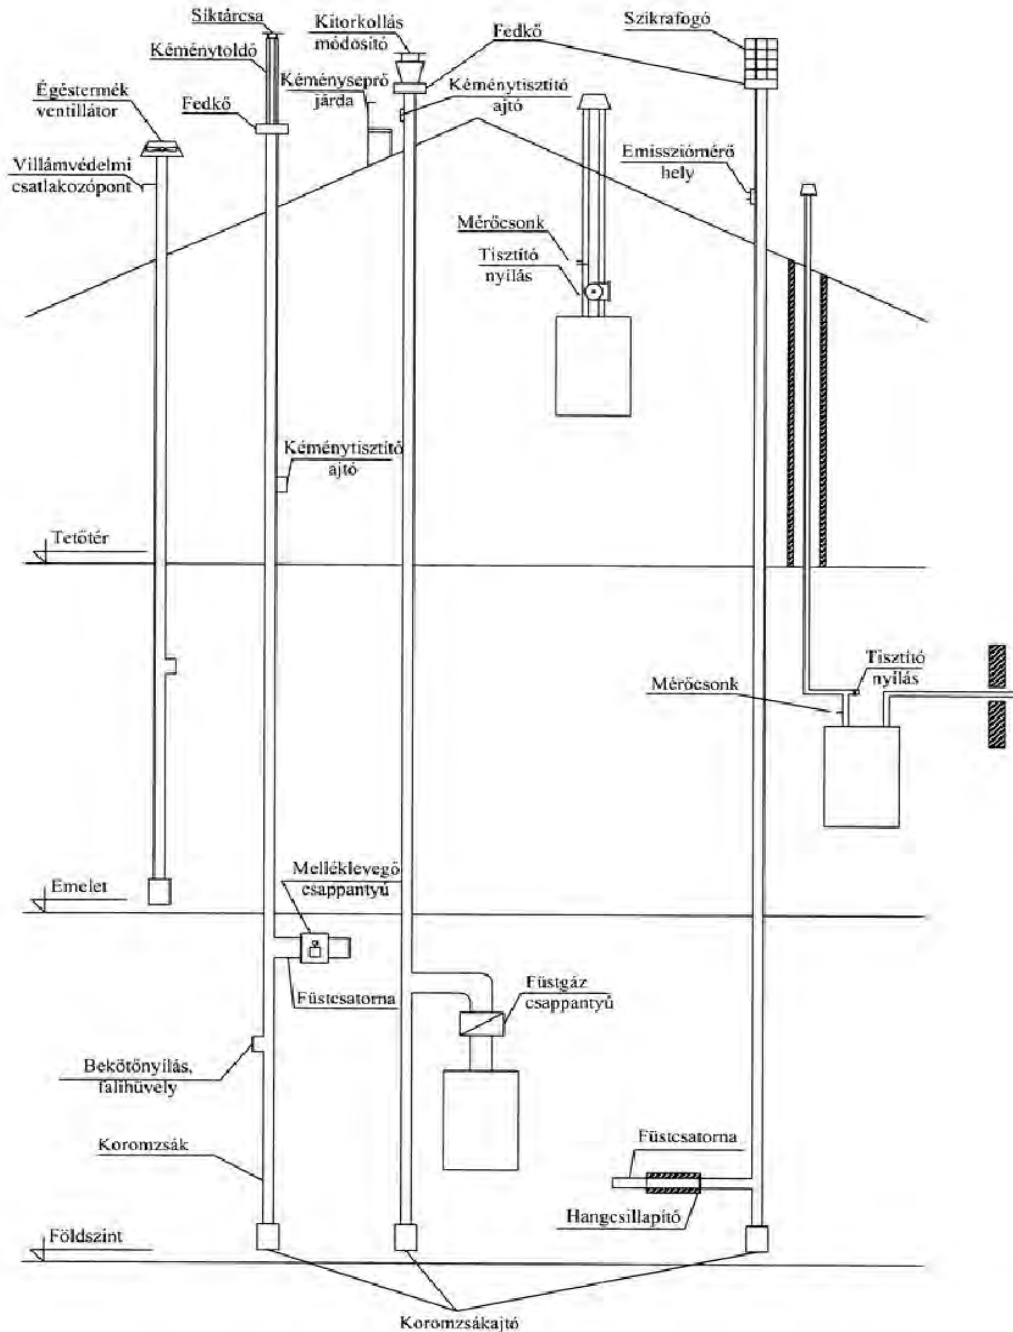 Síktárcsa
Kéménytoldó
Kitorkollás
módosító
Fedkő
Szikrafogó
Égéstermék
ventillátor
Fedkő
Kéményseprő
járda
Kéménytisztító
ajtó
Villámvédelmi
csatlakozópont
Emissziómérő
hely
Mérőcsonk
Tisztító
nyílás
Kéménytisztító
ajtó
Tetőtér
Mérőcsonk
Tisztító
nyílás
Emelet
Melléklevegő
csappantyú
Füstcsatorna
Füstgáz
csappantyú
Bekötőnyílás,
falihüvely
Koromzsák
Füstcsatorna
Hangcsillapító
Földszint
Koromzsákajtó